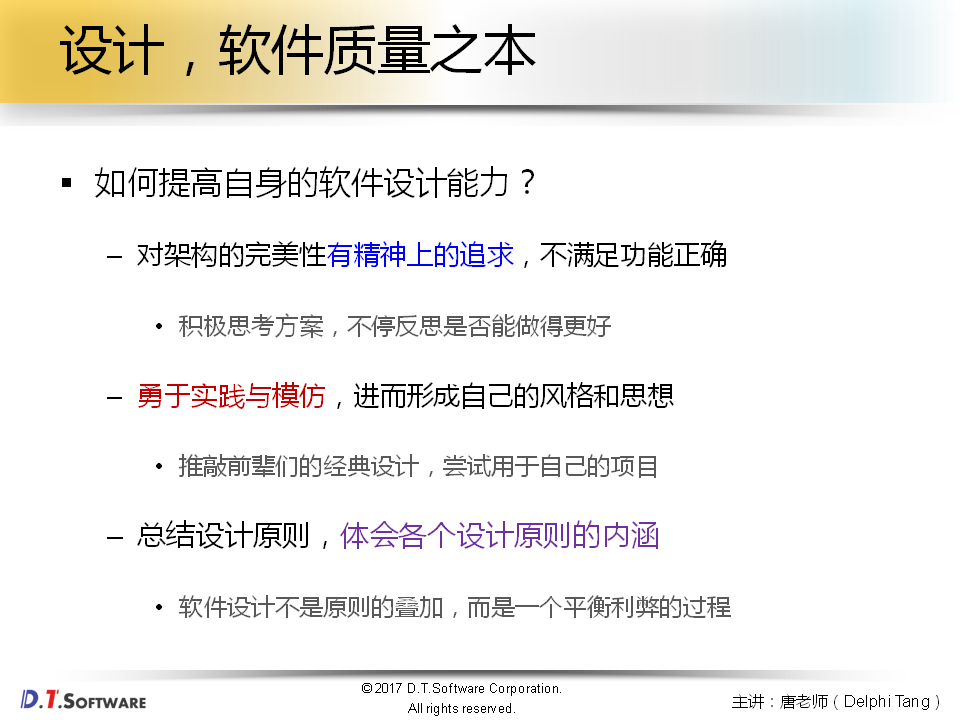 设计，软件质量之本
▪ 如何提高自身的软件设计能力？
– 对架构的完美性有精神上的追求，不满足功能正确
• 积极思考方案，不停反思是否能做得更好
– 勇于实践与模仿，进而形成自己的风格和思想
• 推敲前辈们的经典设计，尝试用于自己的项目
– 总结设计原则，体会各个设计原则的内涵
• 软件设计不是原则的叠加，而是一个平衡利弊的过程
D.T.SOFTWARE
©2017 D.T.Software Corporation.
All rights reserved.
主讲：唐老师（Delphi Tang）